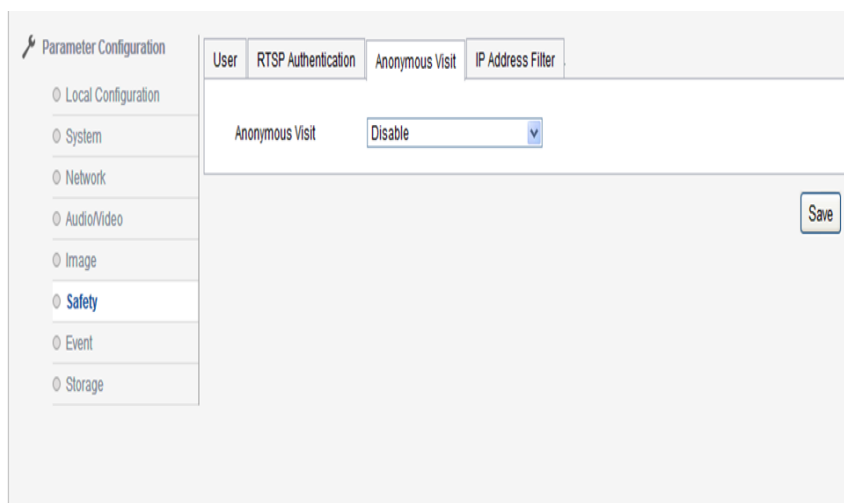 Parameter Configuration
Local Configuration
System
Network
Audio/Video
Image
Safety
Event
Storage
User RTSP Authentication Anonymous Visit IP Address Filter
Anonymous Visit Disable
Save